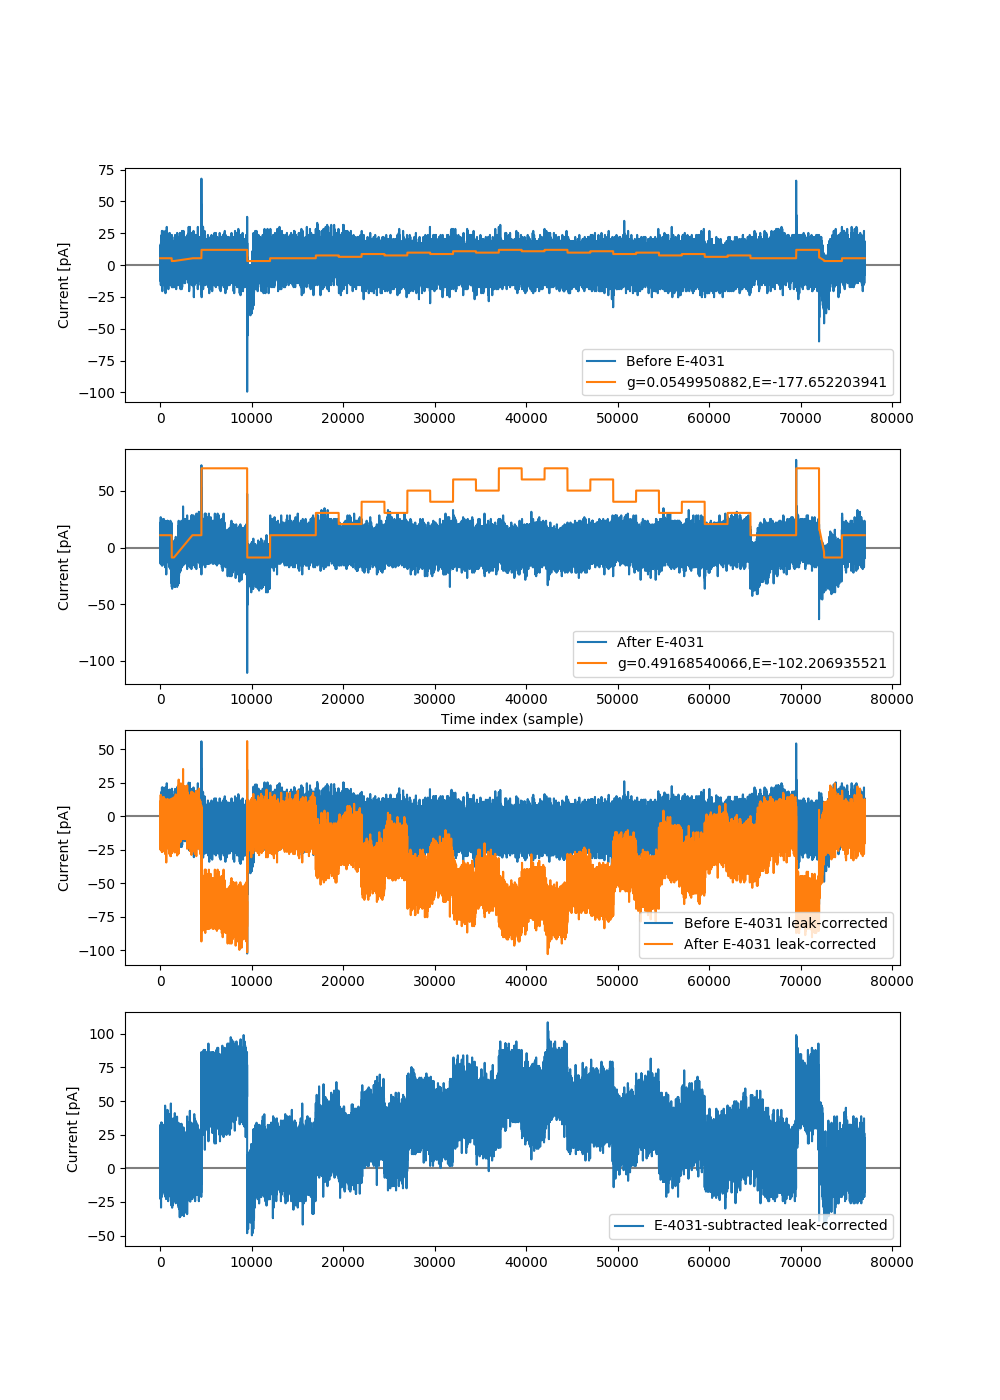 75
50
25
0
−25
−50
−75
−100
Current [pA]
Before E-4031
g=0.0549950882,E=-177.652203941
0 10000 20000 30000 40000 50000 60000 70000 80000
50
0
−50
−100
Current [pA]
After E-4031
g=0.49168540066,E=-102.206935521
0 10000 20000 30000 40000 50000 60000 70000 80000
Time index (sample)
50
25
0
−25
−50
−75
−100
Current [pA]
Before E-4031 leak-corrected
After E-4031 leak-corrected
0 10000 20000 30000 40000 50000 60000 70000 80000
100
75
50
25
0
−25
−50
Current [pA]
E-4031-subtracted leak-corrected
0 10000 20000 30000 40000 50000 60000 70000 80000